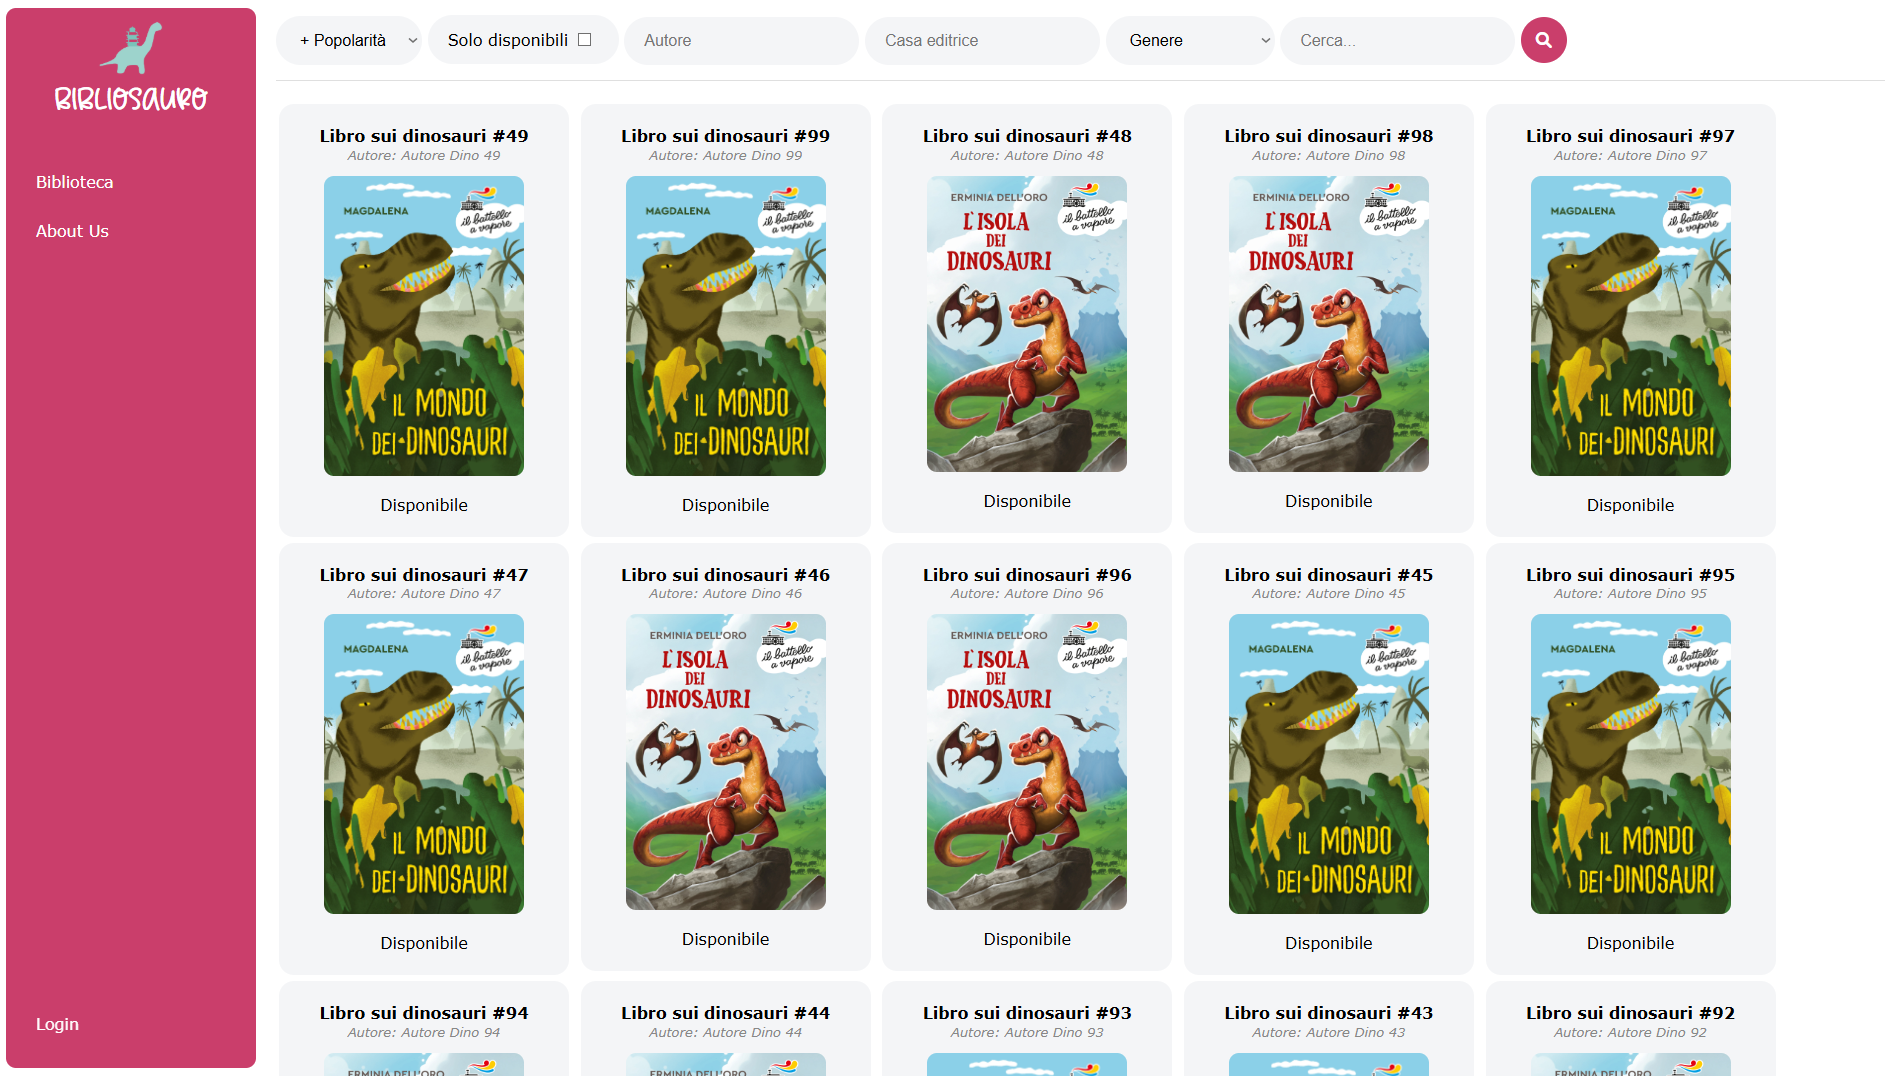 BIBLIOSAURO
Biblioteca
About Us
Login
+ Popolarità
Solo disponibili
Autore
Casa editrice
Genere
Cerca...
Libro sui dinosauri #49
Autore: Autore Dino 49
MAGDALENA
il battello
a vapore
IL MONDO
DEI DINOSAURI
Disponibile
Libro sui dinosauri #99
Autore: Autore Dino 99
MAGDALENA
il battello
a vapore
IL MONDO
DEI DINOSAURI
Disponibile
Libro sui dinosauri #48
Autore: Autore Dino 48
ERMINIA DELL'ORO
il battello
a vapore
L'ISOLA
DEI
DINOSAURI
Disponibile
Libro sui dinosauri #98
Autore: Autore Dino 98
ERMINIA DELL'ORO
il battello
a vapore
L'ISOLA
DEI
DINOSAURI
Disponibile
Libro sui dinosauri #97
Autore: Autore Dino 97
MAGDALENA
il battello
a vapore
IL MONDO
DEI DINOSAURI
Disponibile
Libro sui dinosauri #47
Autore: Autore Dino 47
MAGDALENA
il battello
a vapore
IL MONDO
DEI DINOSAURI
Disponibile
Libro sui dinosauri #46
Autore: Autore Dino 46
ERMINIA DELL'ORO
il battello
a vapore
L'ISOLA
DEI
DINOSAURI
Disponibile
Libro sui dinosauri #96
Autore: Autore Dino 96
ERMINIA DELL'ORO
il battello
a vapore
L'ISOLA
DEI
DINOSAURI
Disponibile
Libro sui dinosauri #45
Autore: Autore Dino 45
MAGDALENA
il battello
a vapore
IL MONDO
DEI DINOSAURI
Disponibile
Libro sui dinosauri #95
Autore: Autore Dino 95
MAGDALENA
il battello
a vapore
IL MONDO
DEI DINOSAURI
Disponibile
Libro sui dinosauri #94
Autore: Autore Dino 94
ERMINIA DELL'ORO
Libro sui dinosauri #44
Autore: Autore Dino 44
ERMINIA DELL'ORO
Libro sui dinosauri #93
Autore: Autore Dino 93
Libro sui dinosauri #43
Autore: Autore Dino 43
Libro sui dinosauri #92
Autore: Autore Dino 92
ERMINIA DELL'ORO